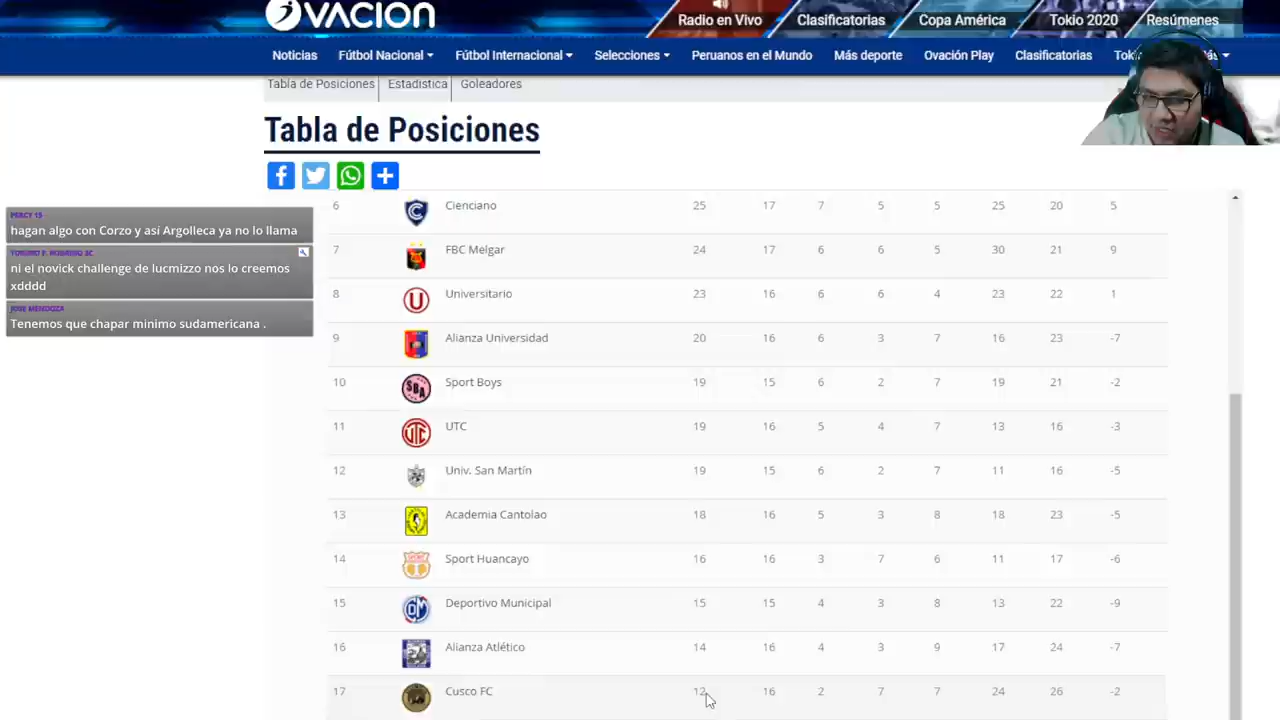 OVACION
Radio en Vivo Clasificatorias Copa América Tokio 2020 Resúmenes
Noticias Fútbol Nacional Fútbol Internacional Selecciones Peruanos en el Mundo Más deporte Ovación Play Clasificatorias
Tabla de Posiciones Estadística Goleadores
Tabla de Posiciones
PERCY 15
hagan algo con Corzo y así Argolleca ya no lo llama
ni el novick challenge de lucmizzo nos lo creemos
xdddd
JOSE MENDOZA
Tenemos que chapar minimo sudamericana .
6 Cienciano 25 17 7 5 5 25 20 5
7 FBC Melgar 24 17 6 6 5 30 21 9
8 U Universitario 23 16 6 6 4 23 22 1
9 Alianza Universidad 20 16 6 3 7 16 23 -7
10 SBA Sport Boys 19 15 6 2 7 19 21 -2
11 UTC UTC 19 16 5 4 7 13 16 -3
12 Univ. San Martín 19 15 6 2 7 11 16 -5
13 Academia Cantolao 18 16 5 3 8 18 23 -5
14 Sport Huancayo 16 16 3 7 6 11 17 -6
15 DM Deportivo Municipal 15 15 4 3 8 13 22 -9
16 Alianza Atlético 14 16 4 3 9 17 24 -7
17 Cusco FC 12 16 2 7 7 24 26 -2